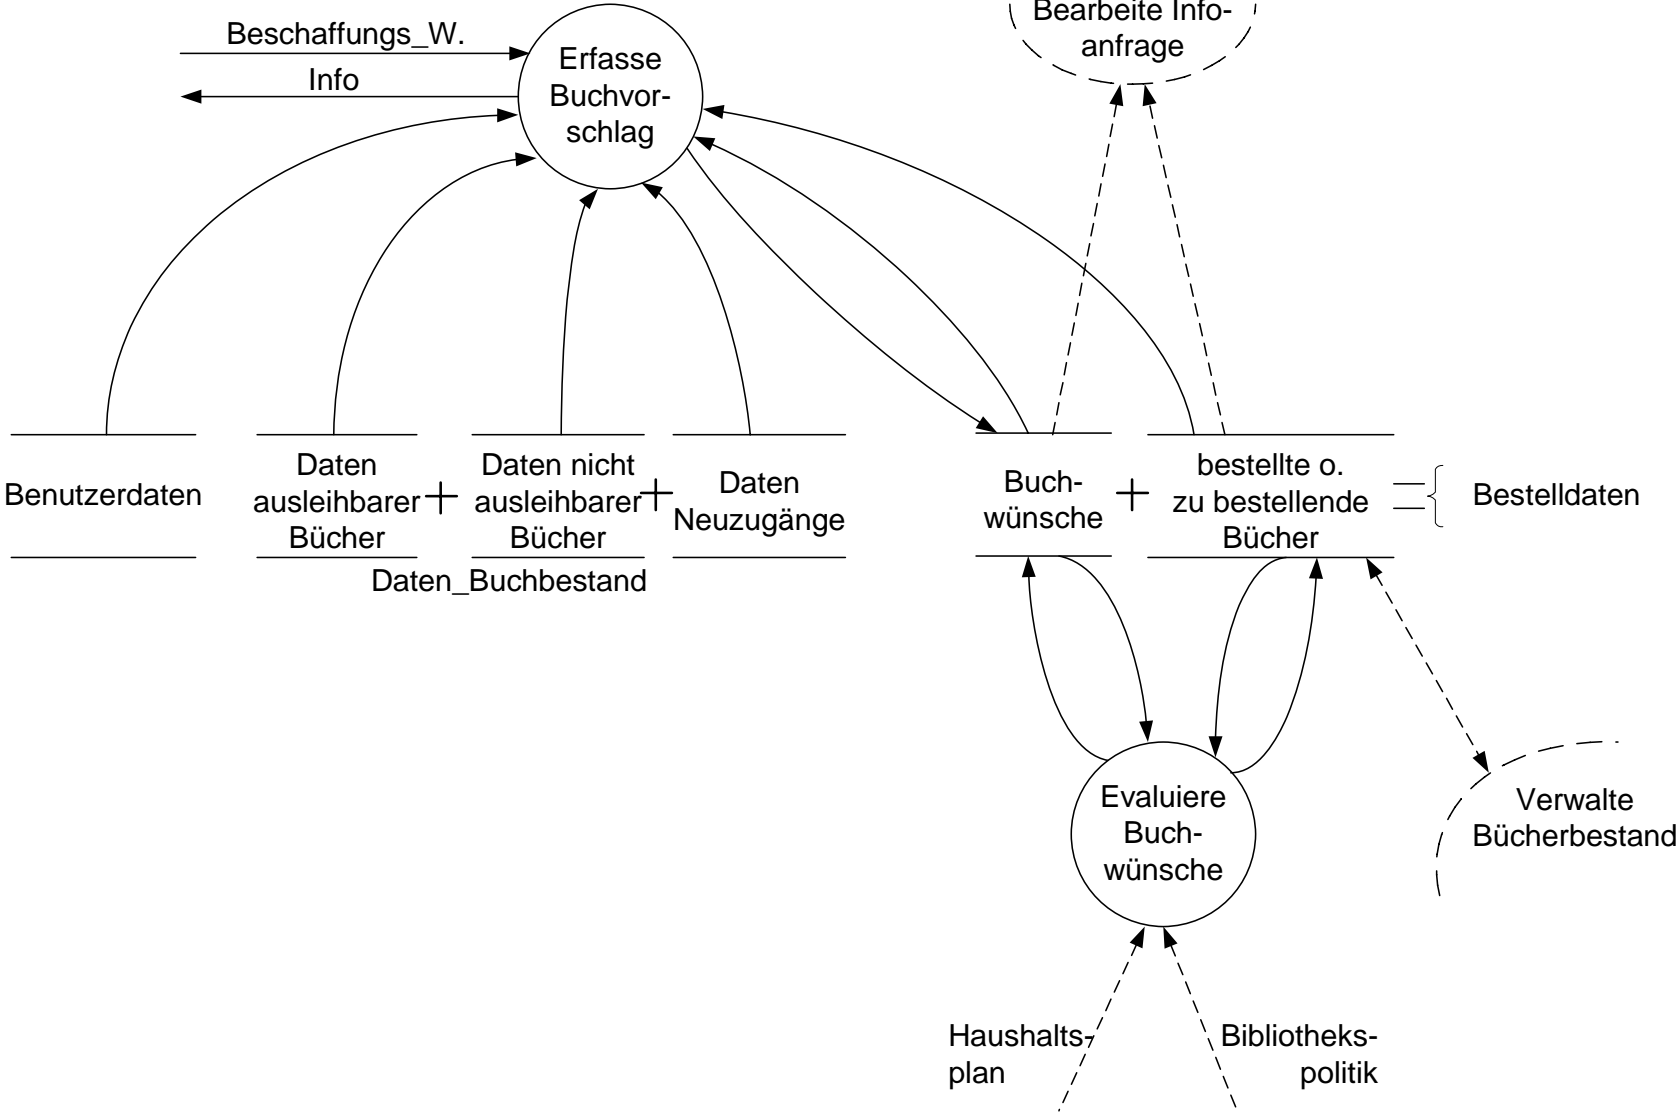 Beschaffungs_W.
Info
Erfasse
Buchvor-
schlag
Bearbeite Info-
anfrage
Benutzerdaten
Daten
ausleihbarer
Bücher
+
Daten nicht
ausleihbarer
Bücher
+
Daten
Neuzugänge
Daten_Buchbestand
Buch-
wünsche
+
bestellte o.
zu bestellende
Bücher
= {
Bestelldaten
Evaluiere
Buch-
wünsche
Verwalte
Bücherbestand
Haushalts-
plan
Bibliotheks-
politik